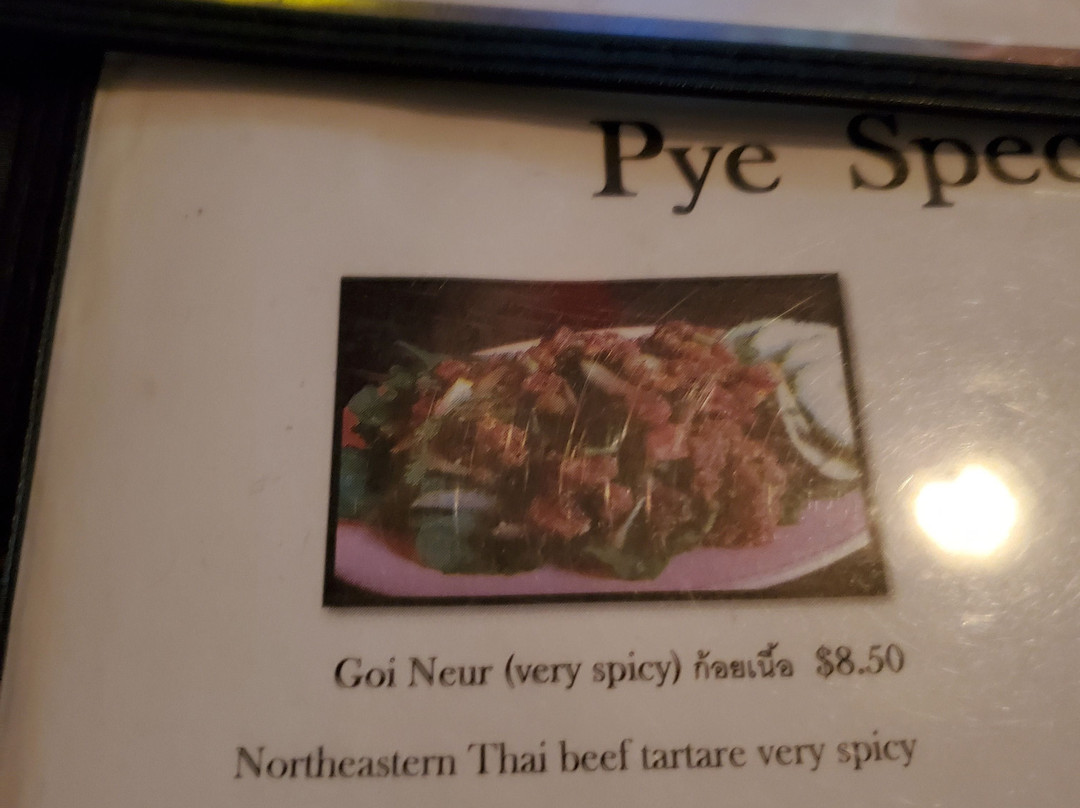 Pye Spec
Goi Neur (very spicy) ก้อยเนื้อ $8.50
Northeastern Thai beef tartare very spicy